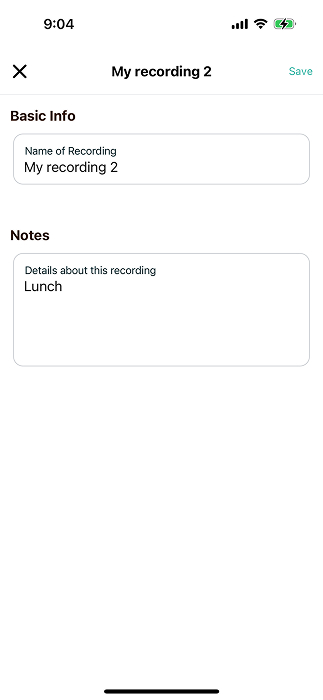 9:04
My recording 2
Save
Basic Info
Name of Recording
My recording 2
Notes
Details about this recording
Lunch